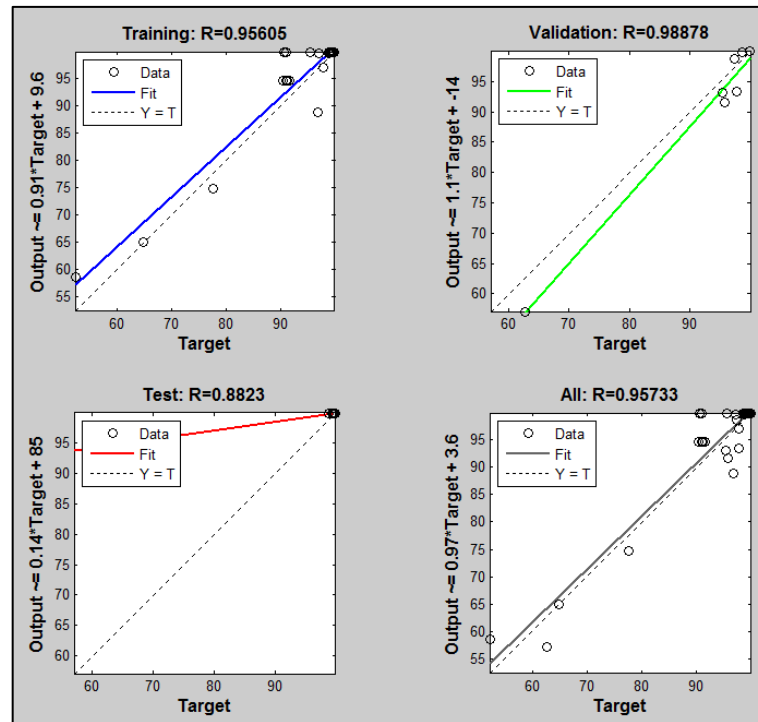 Training: R=0.95605
Output ~= 0.91*Target + 9.6
95
90
85
80
75
70
65
60
55
Data
Fit
Y = T
60
70
80
90
Target
Validation: R=0.98878
Output ~= 1.1*Target + -14
95
90
85
80
75
70
65
60
Data
Fit
Y = T
60
70
80
90
Target
Test: R=0.8823
Output ~= 0.14*Target + 85
95
90
85
80
75
70
65
60
Data
Fit
Y = T
60
70
80
90
Target
All: R=0.95733
Output ~= 0.97*Target + 3.6
95
90
85
80
75
70
65
60
55
Data
Fit
Y = T
60
70
80
90
Target